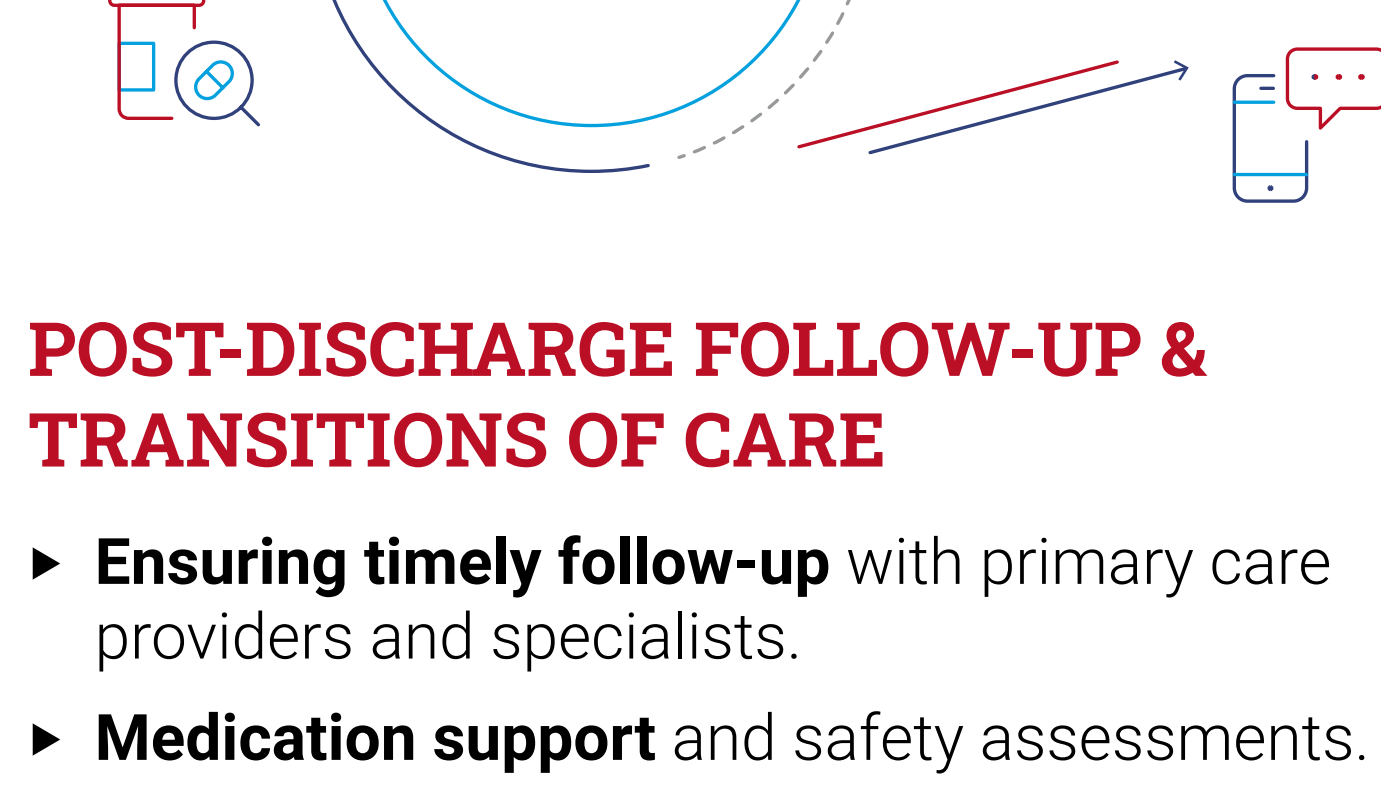 POST-DISCHARGE FOLLOW-UP &
TRANSITIONS OF CARE
Ensuring timely follow-up with primary care
providers and specialists.
Medication support and safety assessments.